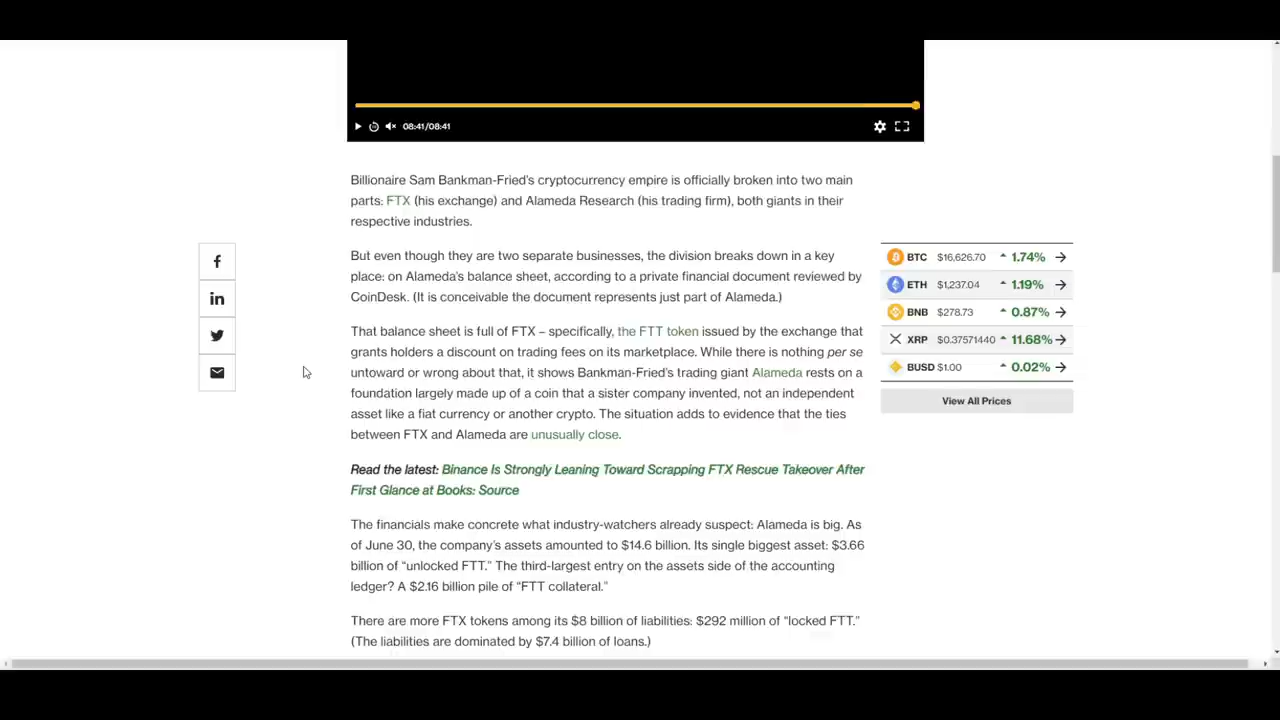 08:41/08:41
Billionaire Sam Bankman-Fried's cryptocurrency empire is officially broken into two main
parts: FTX (his exchange) and Alameda Research (his trading firm), both giants in their
respective industries.
But even though they are two separate businesses, the division breaks down in a key
place: on Alameda's balance sheet, according to a private financial document reviewed by
CoinDesk. (It is conceivable the document represents just part of Alameda.)
That balance sheet is full of FTX – specifically, the FTT token issued by the exchange that
grants holders a discount on trading fees on its marketplace. While there is nothing per se
untoward or wrong about that, it shows Bankman-Fried's trading giant Alameda rests on a
foundation largely made up of a coin that a sister company invented, not an independent
asset like a fiat currency or another crypto. The situation adds to evidence that the ties
between FTX and Alameda are unusually close.
Read the latest: Binance Is Strongly Leaning Toward Scrapping FTX Rescue Takeover After
First Glance at Books: Source
The financials make concrete what industry-watchers already suspect: Alameda is big. As
of June 30, the company's assets amounted to $14.6 billion. Its single biggest asset: $3.66
billion of “unlocked FTT.” The third-largest entry on the assets side of the accounting
ledger? A $2.16 billion pile of “FTT collateral.”
There are more FTX tokens among its $8 billion of liabilities: $292 million of “locked FTT.”
(The liabilities are dominated by $7.4 billion of loans.)
BTC $16,626.70 1.74%
ETH $1,237.04 1.19%
BNB $278.73 0.87%
XRP $0.37571440 11.68%
BUSD $1.00 0.02%
View All Prices